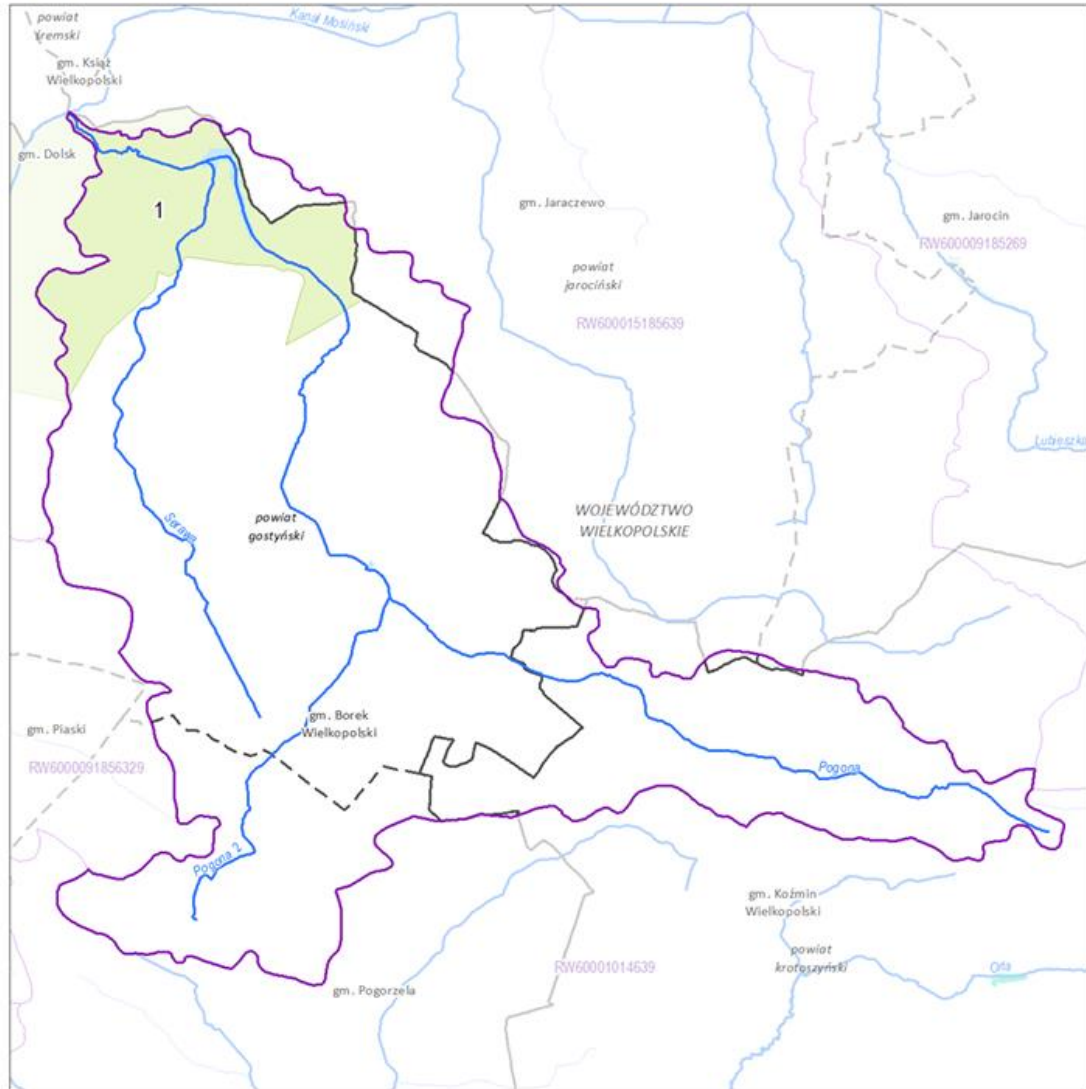 powiat
śremski
Kanał Mosiński
gm. Książ
Wielkopolski
gm. Dolsk
1
gm. Jaraczewo
gm. Jarocin
RW600009185269
powiat
jarociński
RW600015185639
Lubieszka
Serawa
powiat
gostyński
WOJEWÓDZTWO
WIELKOPOLSKIE
gm. Borek
Wielkopolski
gm. Piaski
RW6000091856329
Pogona
Pogona 2
gm. Koźmin
Wielkopolski
powiat
krotoszyński
RW60001014639
Orla
gm. Pogorzela